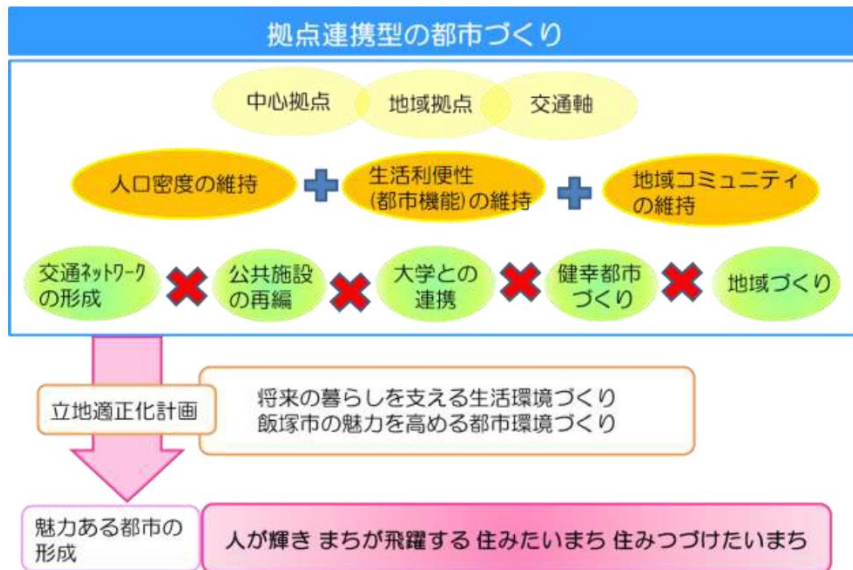 拠点連携型の都市づくり
中心拠点
地域拠点
交通軸
人口密度の維持
生活利便性
(都市機能)の維持
地域コミュニティ
の維持
交通ネットワーク
の形成
公共施設
の再編
大学との
連携
健幸都市
づくり
地域づくり
立地適正化計画
将来の暮らしを支える生活環境づくり
飯塚市の魅力を高める都市環境づくり
魅力ある都市の
形成
人が輝き まちが飛躍する 住みたいまち 住みつづけたいまち